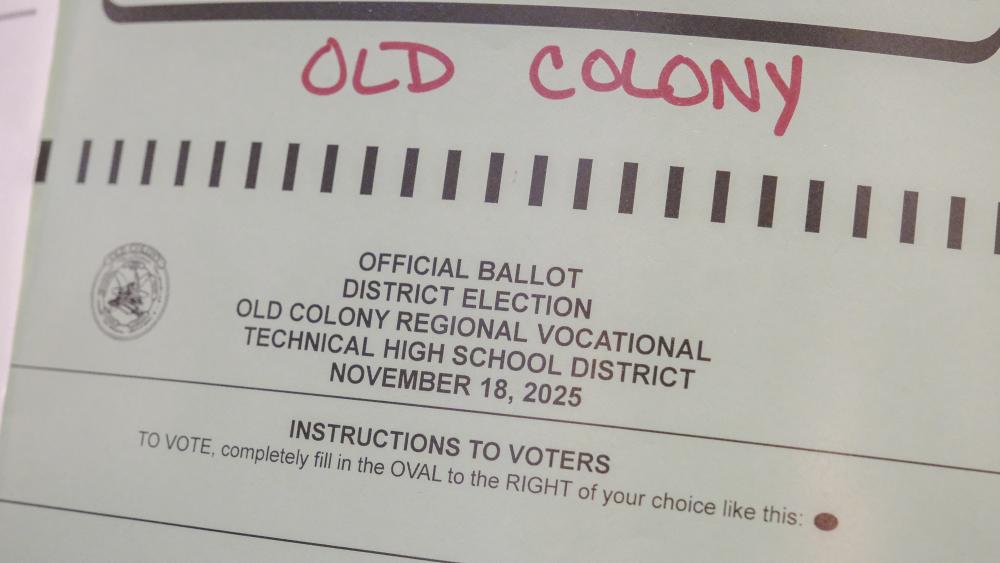 OLD COLONY
OFFICIAL BALLOT
DISTRICT ELECTION
OLD COLONY REGIONAL VOCATIONAL
TECHNICAL HIGH SCHOOL DISTRICT
NOVEMBER 18, 2025
INSTRUCTIONS TO VOTERS
TO VOTE, completely fill in the OVAL to the RIGHT of your choice like this: